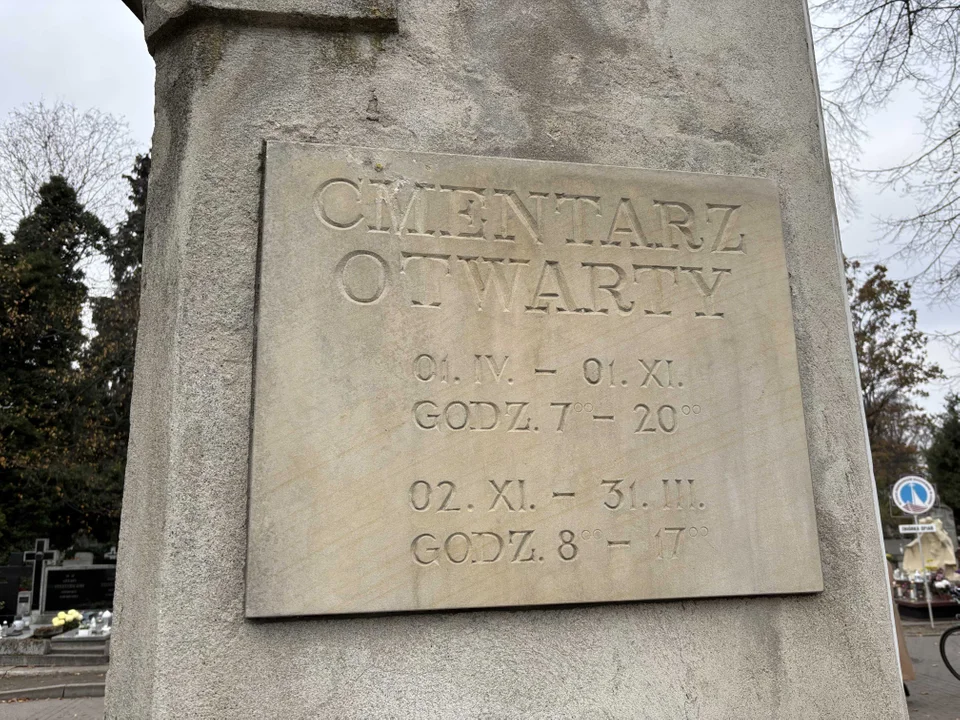 CMENTARZ
OTWARTY
01. IV. – 01. XI.
GODZ. 7⁰⁰ – 20⁰⁰
02. XI. – 31. III.
GODZ. 8⁰⁰ – 17⁰⁰